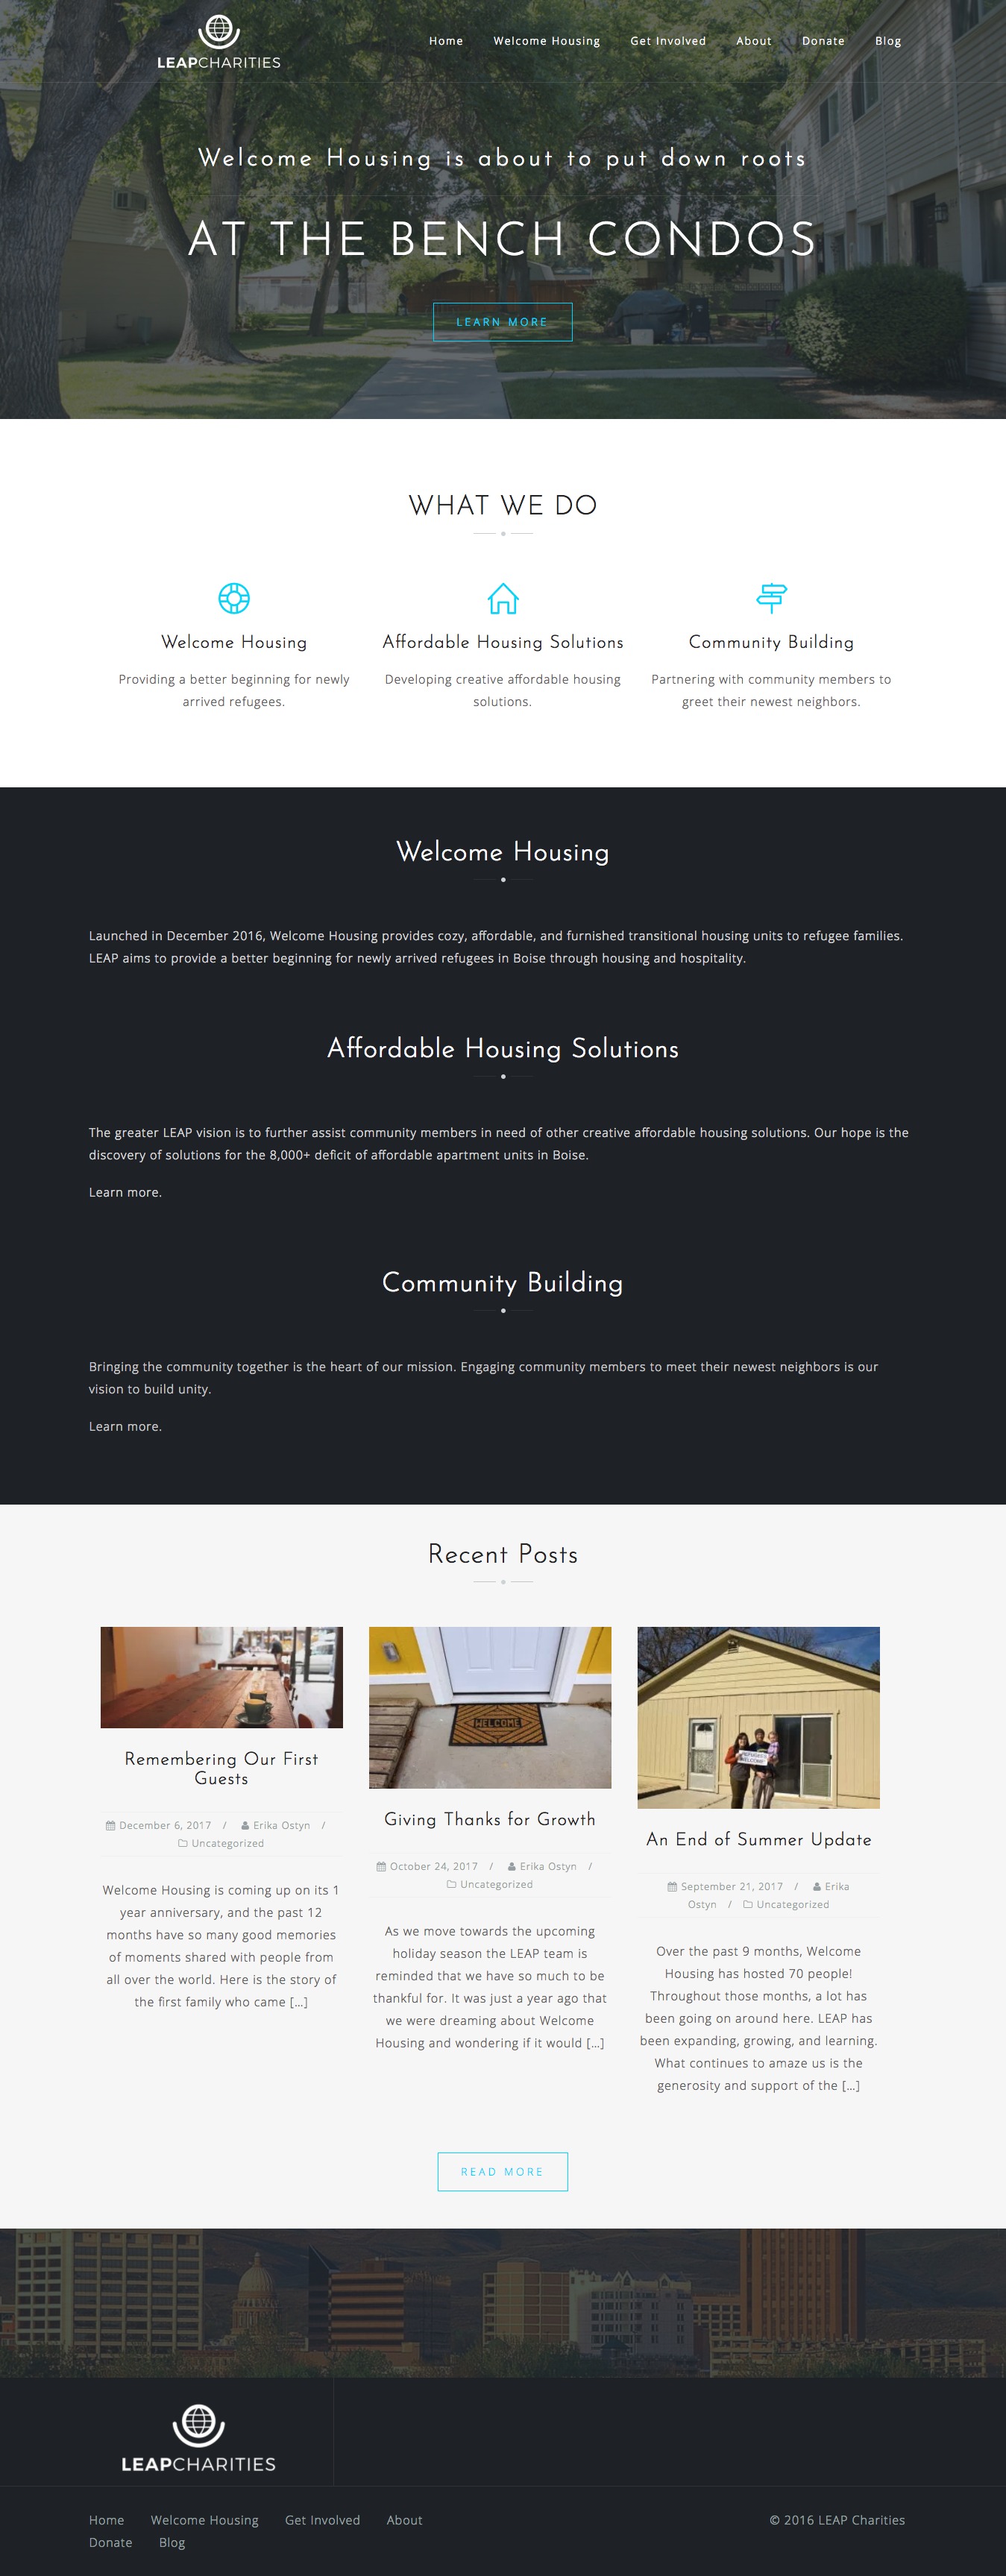 LEAPCHARITIES
Home Welcome Housing Get Involved About Donate Blog
Welcome Housing is about to put down roots
AT THE BENCH CONDOS
LEARN MORE
WHAT WE DO
Welcome Housing
Providing a better beginning for newly
arrived refugees.
Affordable Housing Solutions
Developing creative affordable housing
solutions.
Community Building
Partnering with community members to
greet their newest neighbors.
Welcome Housing
Launched in December 2016, Welcome Housing provides cozy, affordable, and furnished transitional housing units to refugee families.
LEAP aims to provide a better beginning for newly arrived refugees in Boise through housing and hospitality.
Affordable Housing Solutions
The greater LEAP vision is to further assist community members in need of other creative affordable housing solutions. Our hope is the
discovery of solutions for the 8,000+ deficit of affordable apartment units in Boise.
Learn more.
Community Building
Bringing the community together is the heart of our mission. Engaging community members to meet their newest neighbors is our
vision to build unity.
Learn more.
Recent Posts
Remembering Our First
Guests
December 6, 2017 / Erika Ostyn /
Uncategorized
Welcome Housing is coming up on its 1
year anniversary, and the past 12
months have so many good memories
of moments shared with people from
all over the world. Here is the story of
the first family who came [...]
WELCOME
Giving Thanks for Growth
October 24, 2017 / Erika Ostyn /
Uncategorized
As we move towards the upcoming
holiday season the LEAP team is
reminded that we have so much to be
thankful for. It was just a year ago that
we were dreaming about Welcome
Housing and wondering if it would [...]
An End of Summer Update
September 21, 2017 / Erika
Ostyn / Uncategorized
Over the past 9 months, Welcome
Housing has hosted 70 people!
Throughout those months, a lot has
been going on around here. LEAP has
been expanding, growing, and learning.
What continues to amaze us is the
generosity and support of the [...]
READ MORE
LEAPCHARITIES
Home Welcome Housing Get Involved About
Donate Blog
© 2016 LEAP Charities